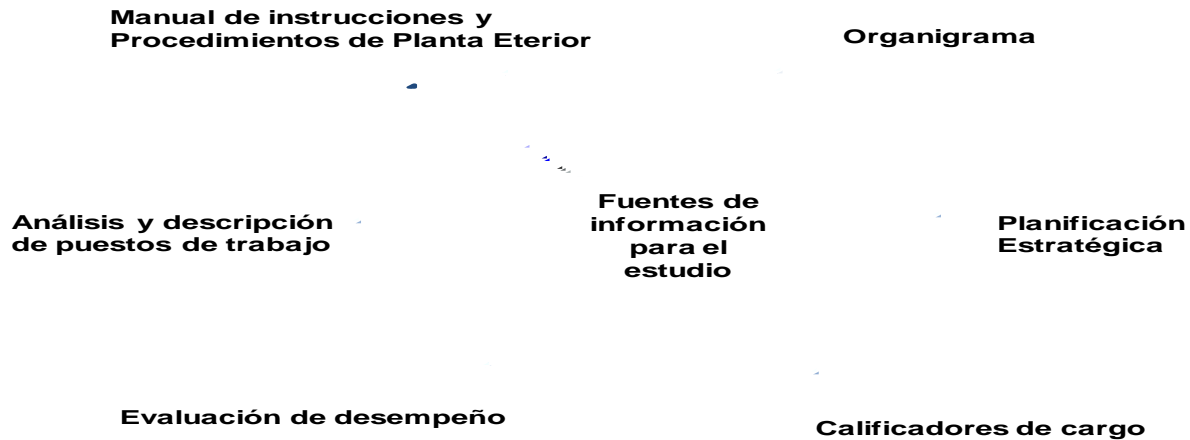 Manual de instrucciones y
Procedimientos de Planta Eterior
Organigrama
Análisis y descripción
de puestos de trabajo
Fuentes de
información
para el
estudio
Planificación
Estratégica
Evaluación de desempeño
Calificadores de cargo